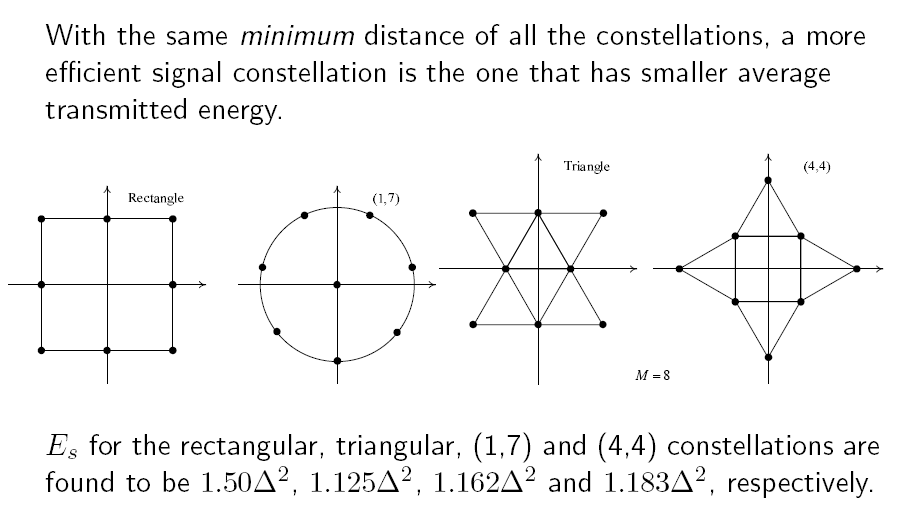 With the same minimum distance of all the constellations, a more
efficient signal constellation is the one that has smaller average
transmitted energy.
Rectangle
(1,7)
Triangle
(4,4)
M = 8
Eₛ for the rectangular, triangular, (1,7) and (4,4) constellations are
found to be 1.50Δ², 1.125Δ², 1.162Δ² and 1.183Δ², respectively.